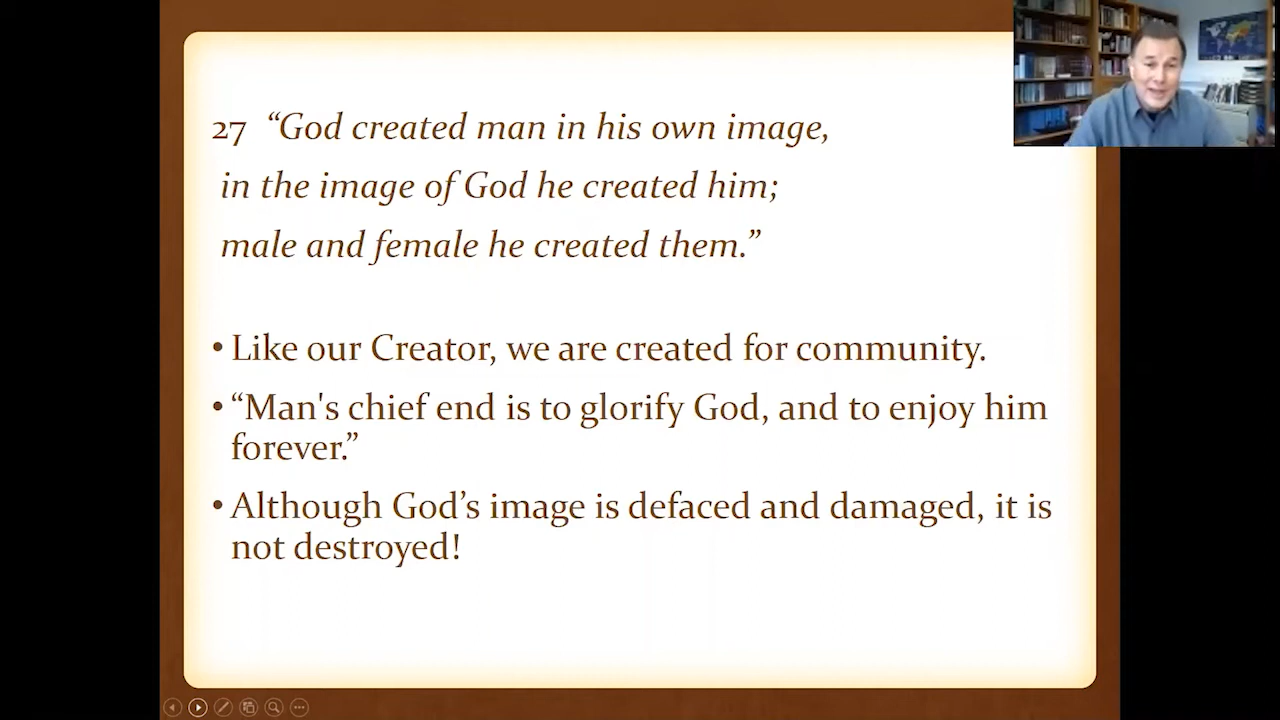 27 “God created man in his own image,
in the image of God he created him;
male and female he created them.”
• Like our Creator, we are created for community.
• “Man's chief end is to glorify God, and to enjoy him
forever.”
• Although God’s image is defaced and damaged, it is
not destroyed!